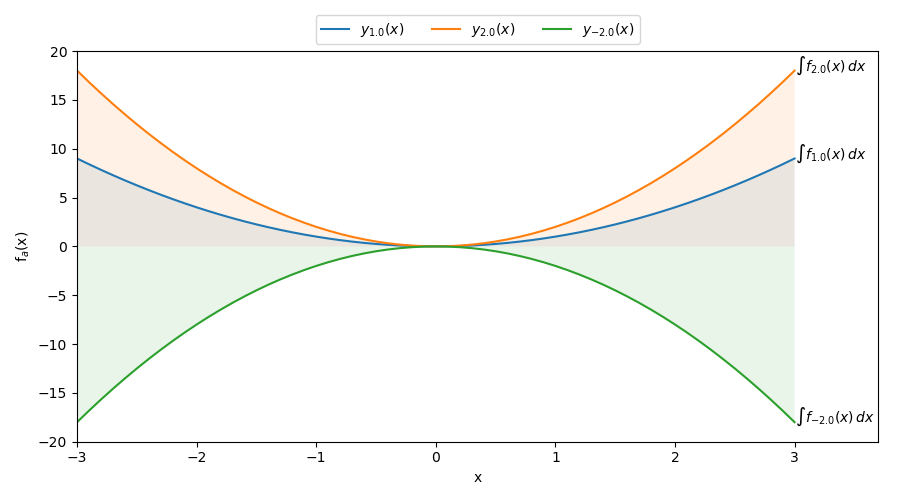 y₁.₀(x) y₂.₀(x) y₋₂.₀(x)
20
15
10
5
0
−5
−10
−15
−20
fₐ(x)
∫f₂.₀(x) dx
∫f₁.₀(x) dx
∫f₋₂.₀(x) dx
−3 −2 −1 0 1 2 3
x